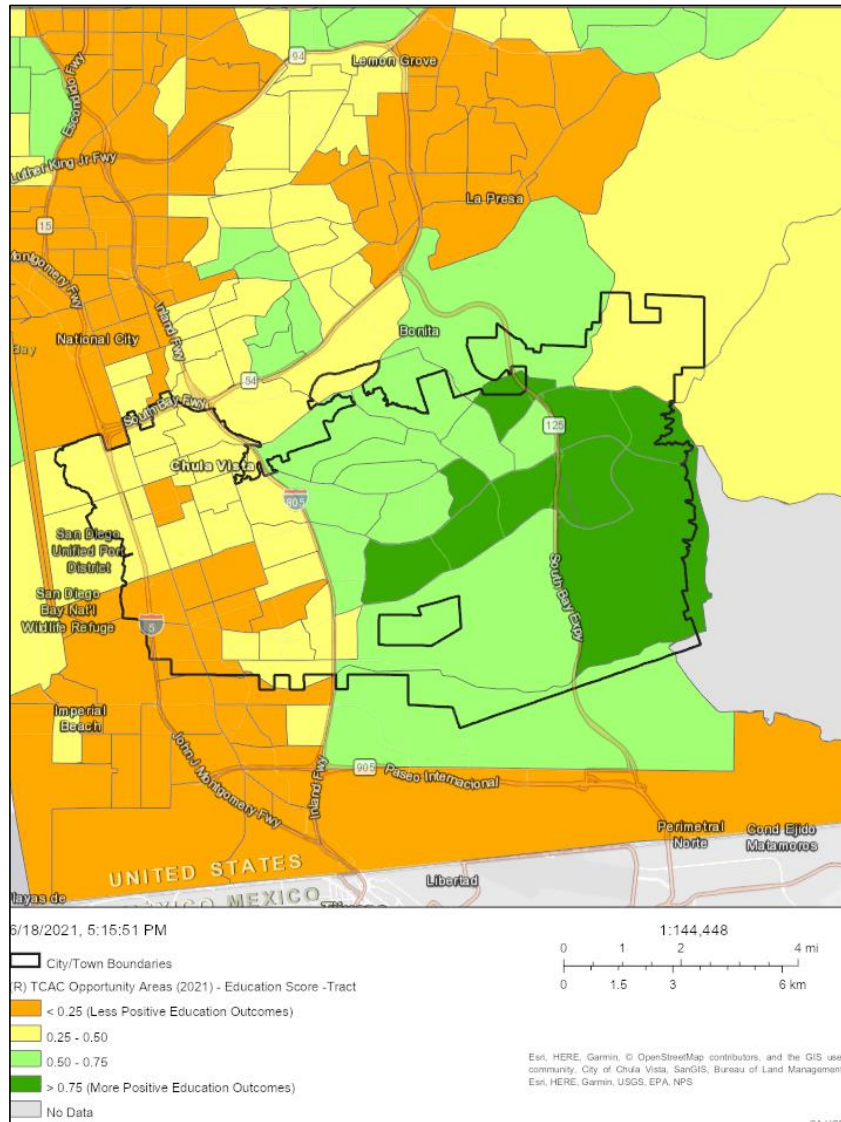 94
Lemon Grove
Escondido Fwy
Luther King Jr Fwy
La Presa
15
Montgomery Fwy
Inland Fwy
National City
Bay
Bonita
54
South Bay Fwy
125
Chula Vista
805
San Diego
Unified Port
District
San Diego
Bay Nat'l
Wildlife Refuge
5
South Bay Expy
Imperial
Beach
John J Montgomery Fwy
Inland Fwy
905
Paseo Internacional
Perimetral
Norte
Cond Ejido
Matamoros
UNITED STATES
MEXICO
Libertad
Playas de
6/18/2021, 5:15:51 PM
1:144,448
0 1 2 4 mi
0 1.5 3 6 km
City/Town Boundaries
(R) TCAC Opportunity Areas (2021) - Education Score -Tract
< 0.25 (Less Positive Education Outcomes)
0.25 - 0.50
0.50 - 0.75
> 0.75 (More Positive Education Outcomes)
No Data
Esri, HERE, Garmin, © OpenStreetMap contributors, and the GIS use
community, City of Chula Vista, SanGIS, Bureau of Land Management
Esri, HERE, Garmin, USGS, EPA, NPS